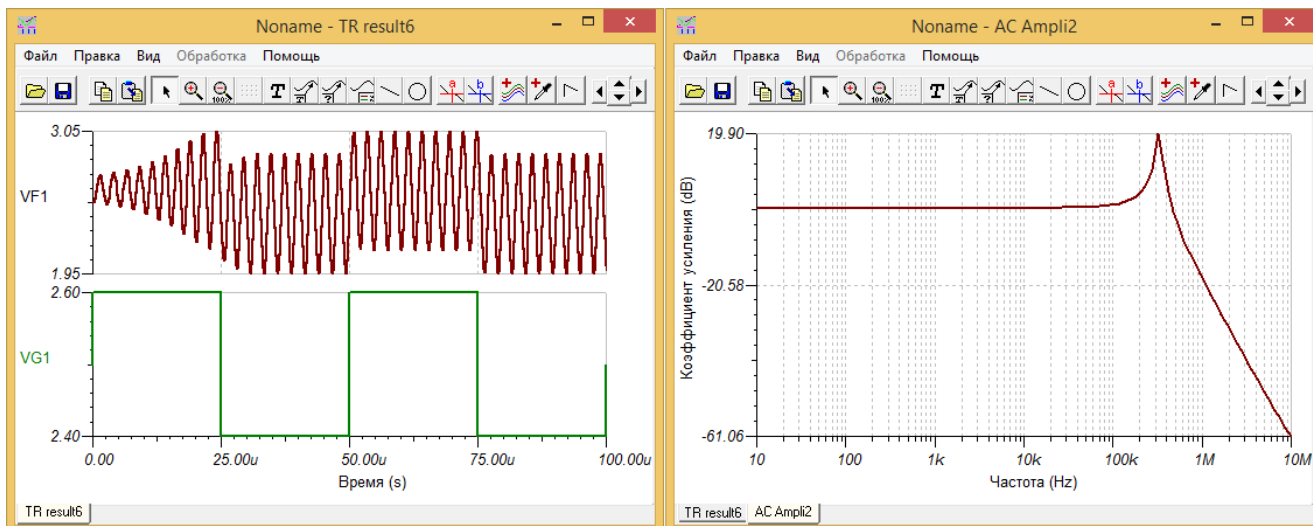 Noname - TR result6
Файл Правка Вид Обработка Помощь
100%
T
a
b
3.05
VF1
1.95
2.60
VG1
2.40
0.00 25.00u 50.00u 75.00u 100.00u
Время (s)
TR result6
Noname - AC Ampli2
Файл Правка Вид Обработка Помощь
100%
T
a
b
19.90
Коэффициент усиления (dB)
-20.58
-61.06
10 100 1k 10k 100k 1M 10M
Частота (Hz)
TR result6 AC Ampli2